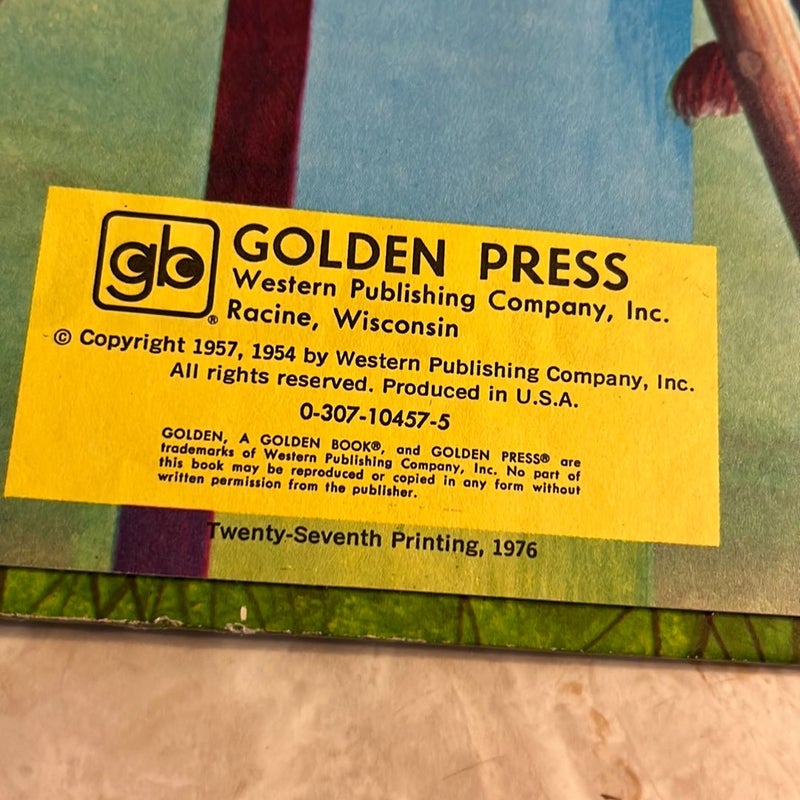 gb
GOLDEN PRESS
®
Western Publishing Company, Inc.
Racine, Wisconsin
© Copyright 1957, 1954 by Western Publishing Company, Inc.
All rights reserved. Produced in U.S.A.
0-307-10457-5
GOLDEN, A GOLDEN BOOK®, and GOLDEN PRESS® are
trademarks of Western Publishing Company, Inc. No part of
this book may be reproduced or copied in any form without
written permission from the publisher.
Twenty-Seventh Printing, 1976